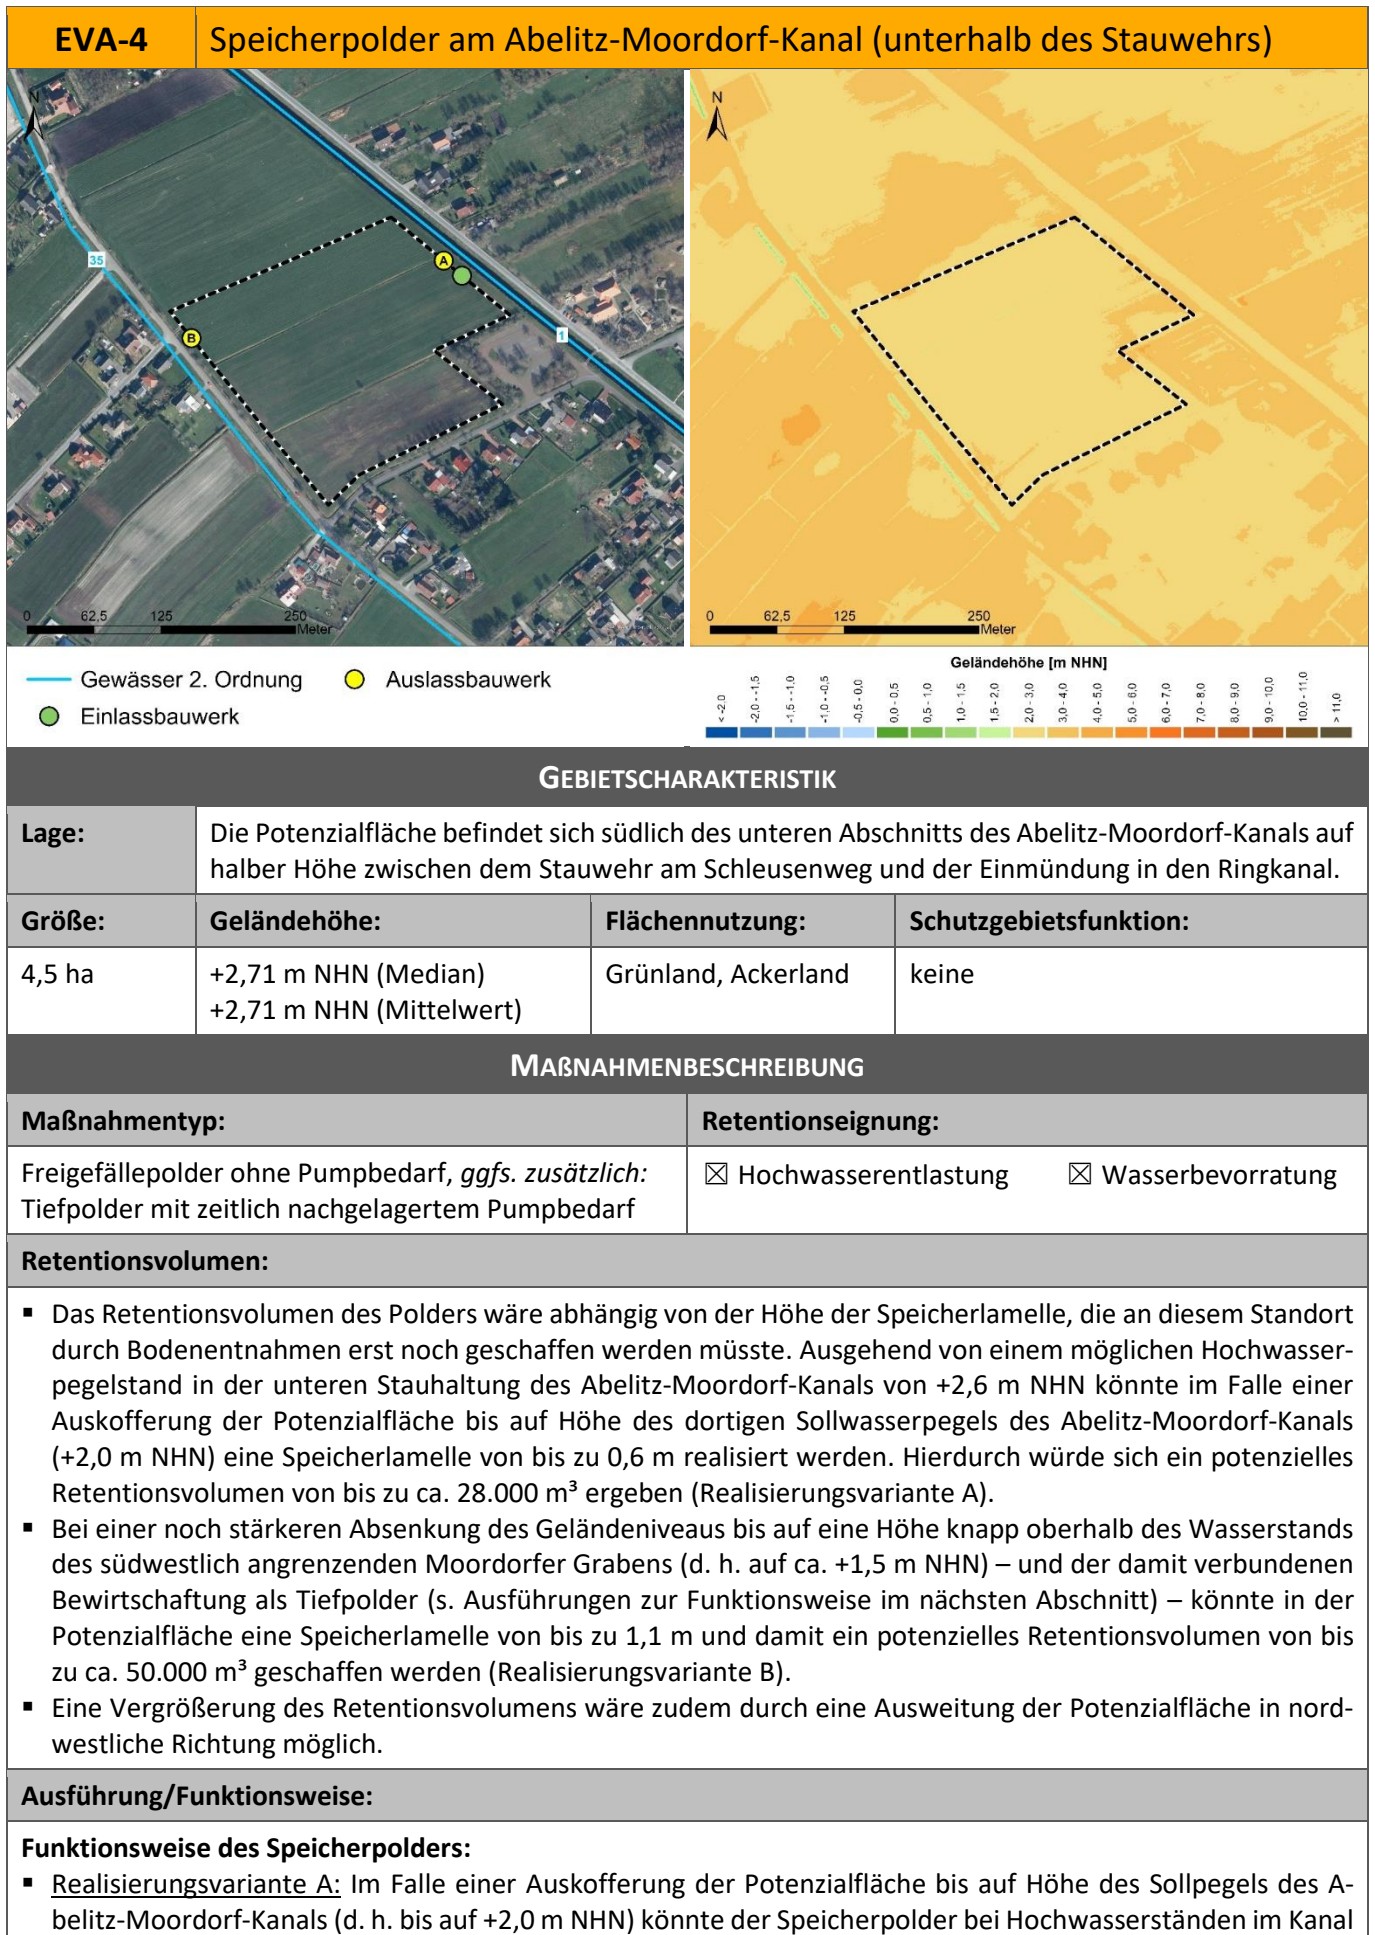 EVA-4
Speicherpolder am Abelitz-Moordorf-Kanal (unterhalb des Stauwehrs)
N
35
A
B
1
0 62,5 125 250
Meter
N
0 62,5 125 250
Meter
Gewässer 2. Ordnung
Auslassbauwerk
Einlassbauwerk
Geländehöhe [m NHN]
< -2,0
-2,0 - -1,5
-1,5 - -1,0
-1,0 - -0,5
-0,5 - 0,0
0,0 - 0,5
0,5 - 1,0
1,0 - 1,5
1,5 - 2,0
2,0 - 3,0
3,0 - 4,0
4,0 - 5,0
5,0 - 6,0
6,0 - 7,0
7,0 - 8,0
8,0 - 9,0
9,0 - 10,0
10,0 - 11,0
> 11,0
GEBIETSCHARAKTERISTIK
Lage:
Die Potenzialfläche befindet sich südlich des unteren Abschnitts des Abelitz-Moordorf-Kanals auf
halber Höhe zwischen dem Stauwehr am Schleusenweg und der Einmündung in den Ringkanal.
Größe:
Geländehöhe:
Flächennutzung:
Schutzgebietsfunktion:
4,5 ha
+2,71 m NHN (Median)
+2,71 m NHN (Mittelwert)
Grünland, Ackerland
keine
MAßNAHMENBESCHREIBUNG
Maßnahmentyp:
Retentionseignung:
Freigefällepolder ohne Pumpbedarf, ggfs. zusätzlich:
Tiefpolder mit zeitlich nachgelagertem Pumpbedarf
☒ Hochwasserentlastung ☒ Wasserbevorratung
Retentionsvolumen:
▪ Das Retentionsvolumen des Polders wäre abhängig von der Höhe der Speicherlamelle, die an diesem Standort
durch Bodenentnahmen erst noch geschaffen werden müsste. Ausgehend von einem möglichen Hochwasser-
pegelstand in der unteren Stauhaltung des Abelitz-Moordorf-Kanals von +2,6 m NHN könnte im Falle einer
Auskofferung der Potenzialfläche bis auf Höhe des dortigen Sollwasserpegels des Abelitz-Moordorf-Kanals
(+2,0 m NHN) eine Speicherlamelle von bis zu 0,6 m realisiert werden. Hierdurch würde sich ein potenzielles
Retentionsvolumen von bis zu ca. 28.000 m³ ergeben (Realisierungsvariante A).
▪ Bei einer noch stärkeren Absenkung des Geländeniveaus bis auf eine Höhe knapp oberhalb des Wasserstands
des südwestlich angrenzenden Moordorfer Grabens (d. h. auf ca. +1,5 m NHN) – und der damit verbundenen
Bewirtschaftung als Tiefpolder (s. Ausführungen zur Funktionsweise im nächsten Abschnitt) – könnte in der
Potenzialfläche eine Speicherlamelle von bis zu 1,1 m und damit ein potenzielles Retentionsvolumen von bis
zu ca. 50.000 m³ geschaffen werden (Realisierungsvariante B).
▪ Eine Vergrößerung des Retentionsvolumens wäre zudem durch eine Ausweitung der Potenzialfläche in nord-
westliche Richtung möglich.
Ausführung/Funktionsweise:
Funktionsweise des Speicherpolders:
▪ Realisierungsvariante A: Im Falle einer Auskofferung der Potenzialfläche bis auf Höhe des Sollpegels des A-
belitz-Moordorf-Kanals (d. h. bis auf +2,0 m NHN) könnte der Speicherpolder bei Hochwasserständen im Kanal